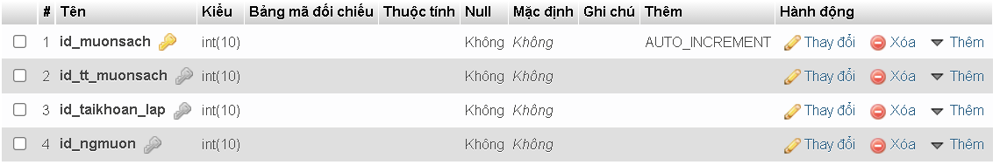 # Tên Kiểu Bảng mã đối chiếu Thuộc tính Null Mặc định Ghi chú Thêm Hành động
1 id_muonsach int(10) Không Không AUTO_INCREMENT Thay đổi Xóa Thêm
2 id_tt_muonsach int(10) Không Không Thay đổi Xóa Thêm
3 id_taikhoan_lap int(10) Không Không Thay đổi Xóa Thêm
4 id_ngmuon int(10) Không Không Thay đổi Xóa Thêm